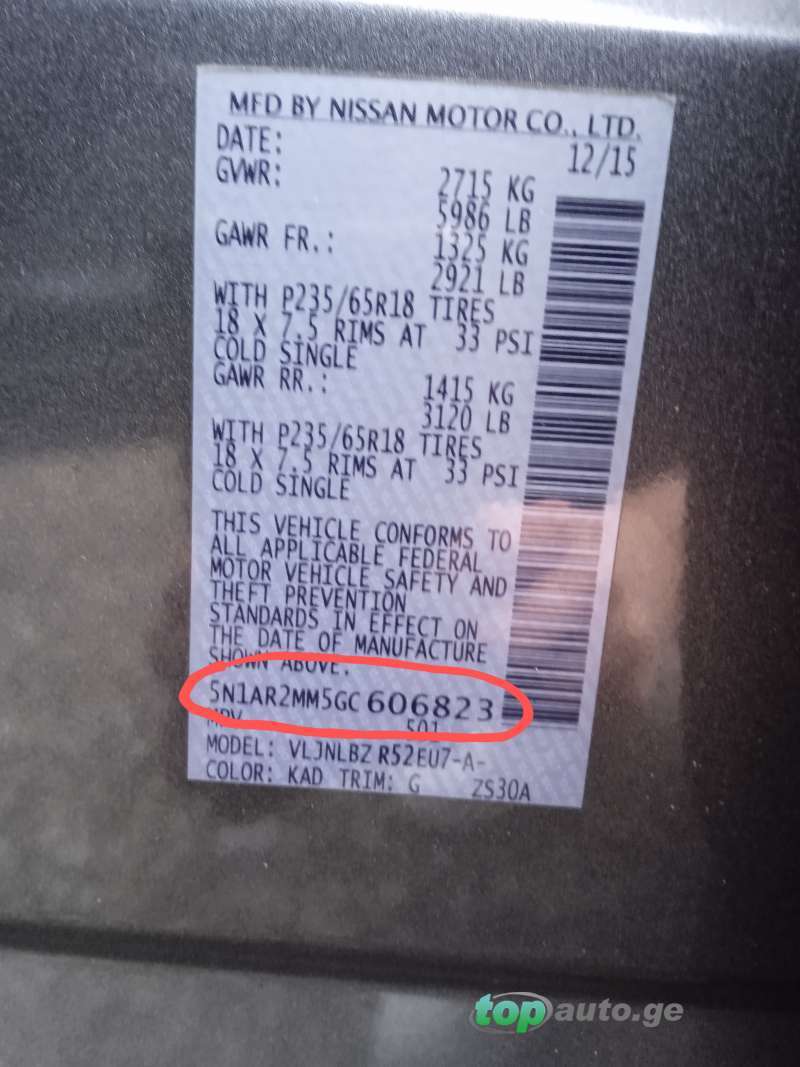 MFD BY NISSAN MOTOR CO., LTD.
DATE: 12/15
GVWR: 2715 KG
5986 LB
GAWR FR.: 1325 KG
2921 LB
WITH P235/65R18 TIRES
18 X 7.5 RIMS AT 33 PSI
COLD SINGLE
GAWR RR.: 1415 KG
3120 LB
WITH P235/65R18 TIRES
18 X 7.5 RIMS AT 33 PSI
COLD SINGLE
THIS VEHICLE CONFORMS TO
ALL APPLICABLE FEDERAL
MOTOR VEHICLE SAFETY AND
THEFT PREVENTION
STANDARDS IN EFFECT ON
THE DATE OF MANUFACTURE
SHOWN ABOVE.
5N1AR2MM5GC606823
MPV 501
MODEL: VLJNLBZ R52EU7-A-
COLOR: KAD TRIM: G ZS30A
topauto.ge